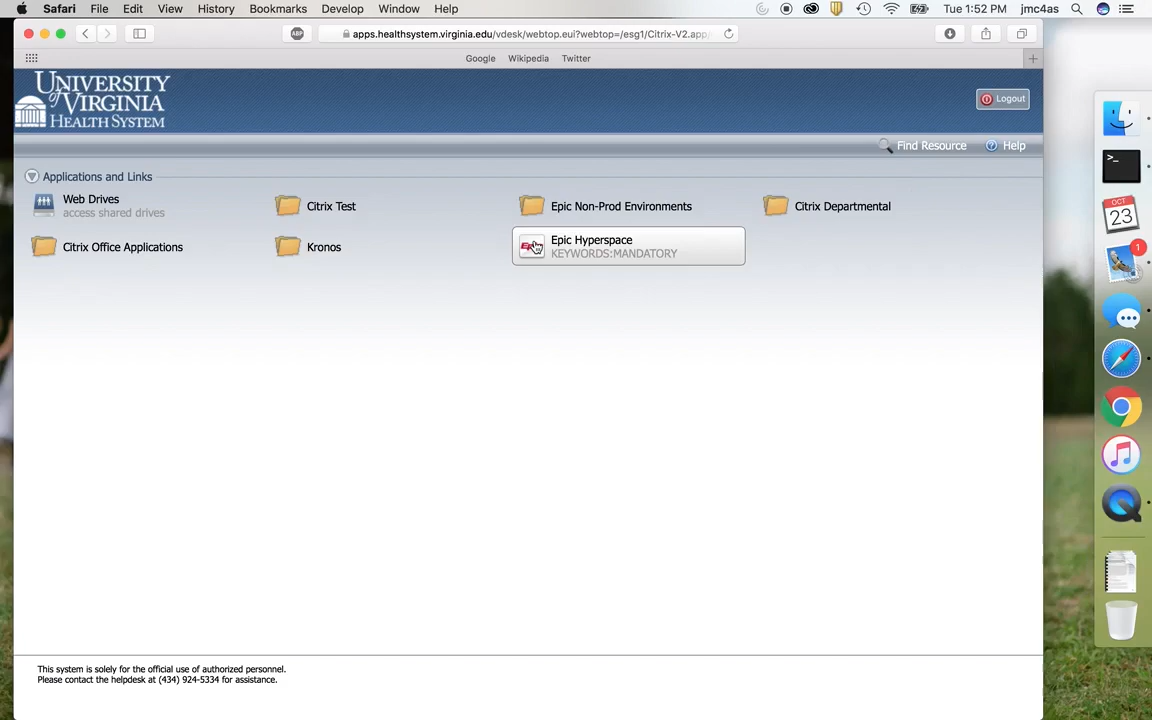 Safari File Edit View History Bookmarks Develop Window Help Tue 1:52 PM jmc4as
ABP apps.healthsystem.virginia.edu/vdesk/webtop.eui?webtop=/esg1/Citrix-V2.app/
Google Wikipedia Twitter
UNIVERSITY
of VIRGINIA
HEALTH SYSTEM
Logout
Find Resource Help
Applications and Links
Web Drives
access shared drives
Citrix Test
Epic Non-Prod Environments
Citrix Departmental
Citrix Office Applications
Kronos
Epic Hyperspace
KEYWORDS:MANDATORY
OCT
23
1
This system is solely for the official use of authorized personnel.
Please contact the helpdesk at (434) 924-5334 for assistance.